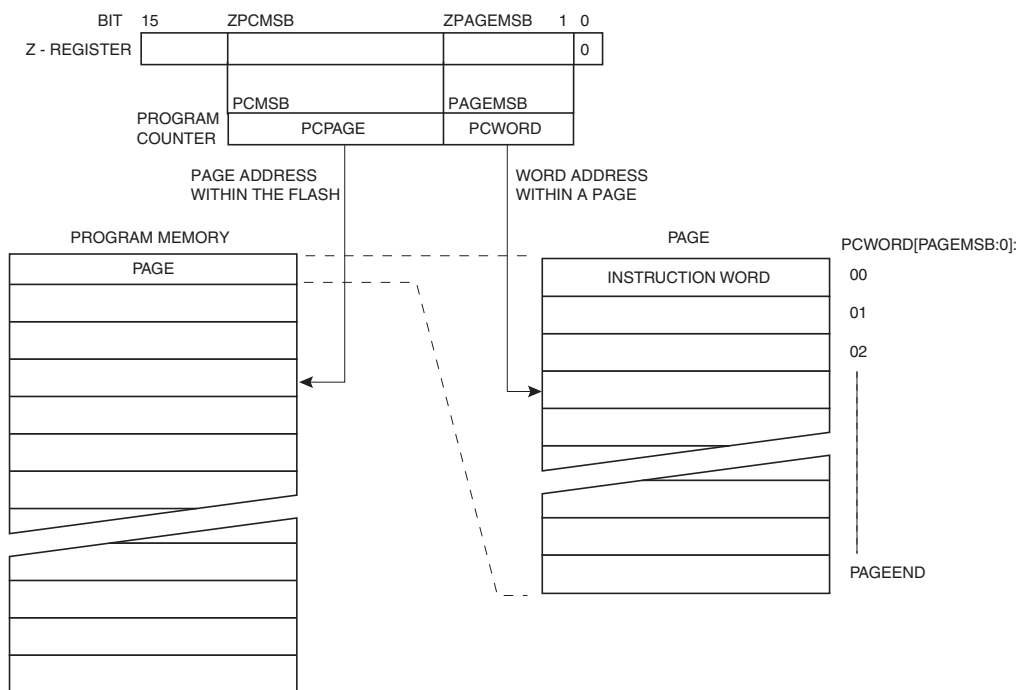 BIT 15 ZPCMSB ZPAGEMSB 1 0
Z - REGISTER 0
PCMSB PAGEMSB
PROGRAM
COUNTER
PCPAGE PCWORD
PAGE ADDRESS
WITHIN THE FLASH
WORD ADDRESS
WITHIN A PAGE
PROGRAM MEMORY
PAGE
PAGE
PCWORD[PAGEMSB:0]:
INSTRUCTION WORD 00
01
02
PAGEEND